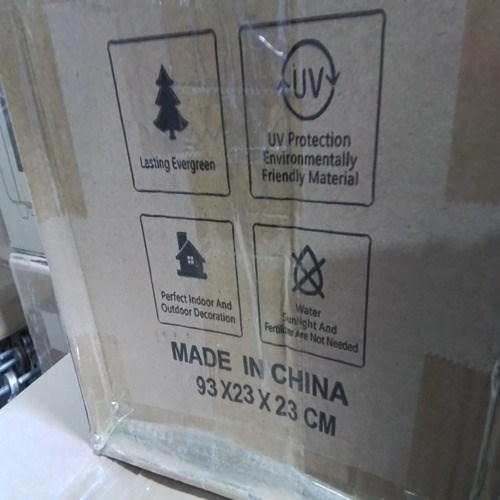 Lasting Evergreen
UV
UV Protection
Environmentally
Friendly Material
Perfect Indoor And
Outdoor Decoration
Water
Sunlight And
Fertilizer Are Not Needed
MADE IN CHINA
93 X23 X 23 CM